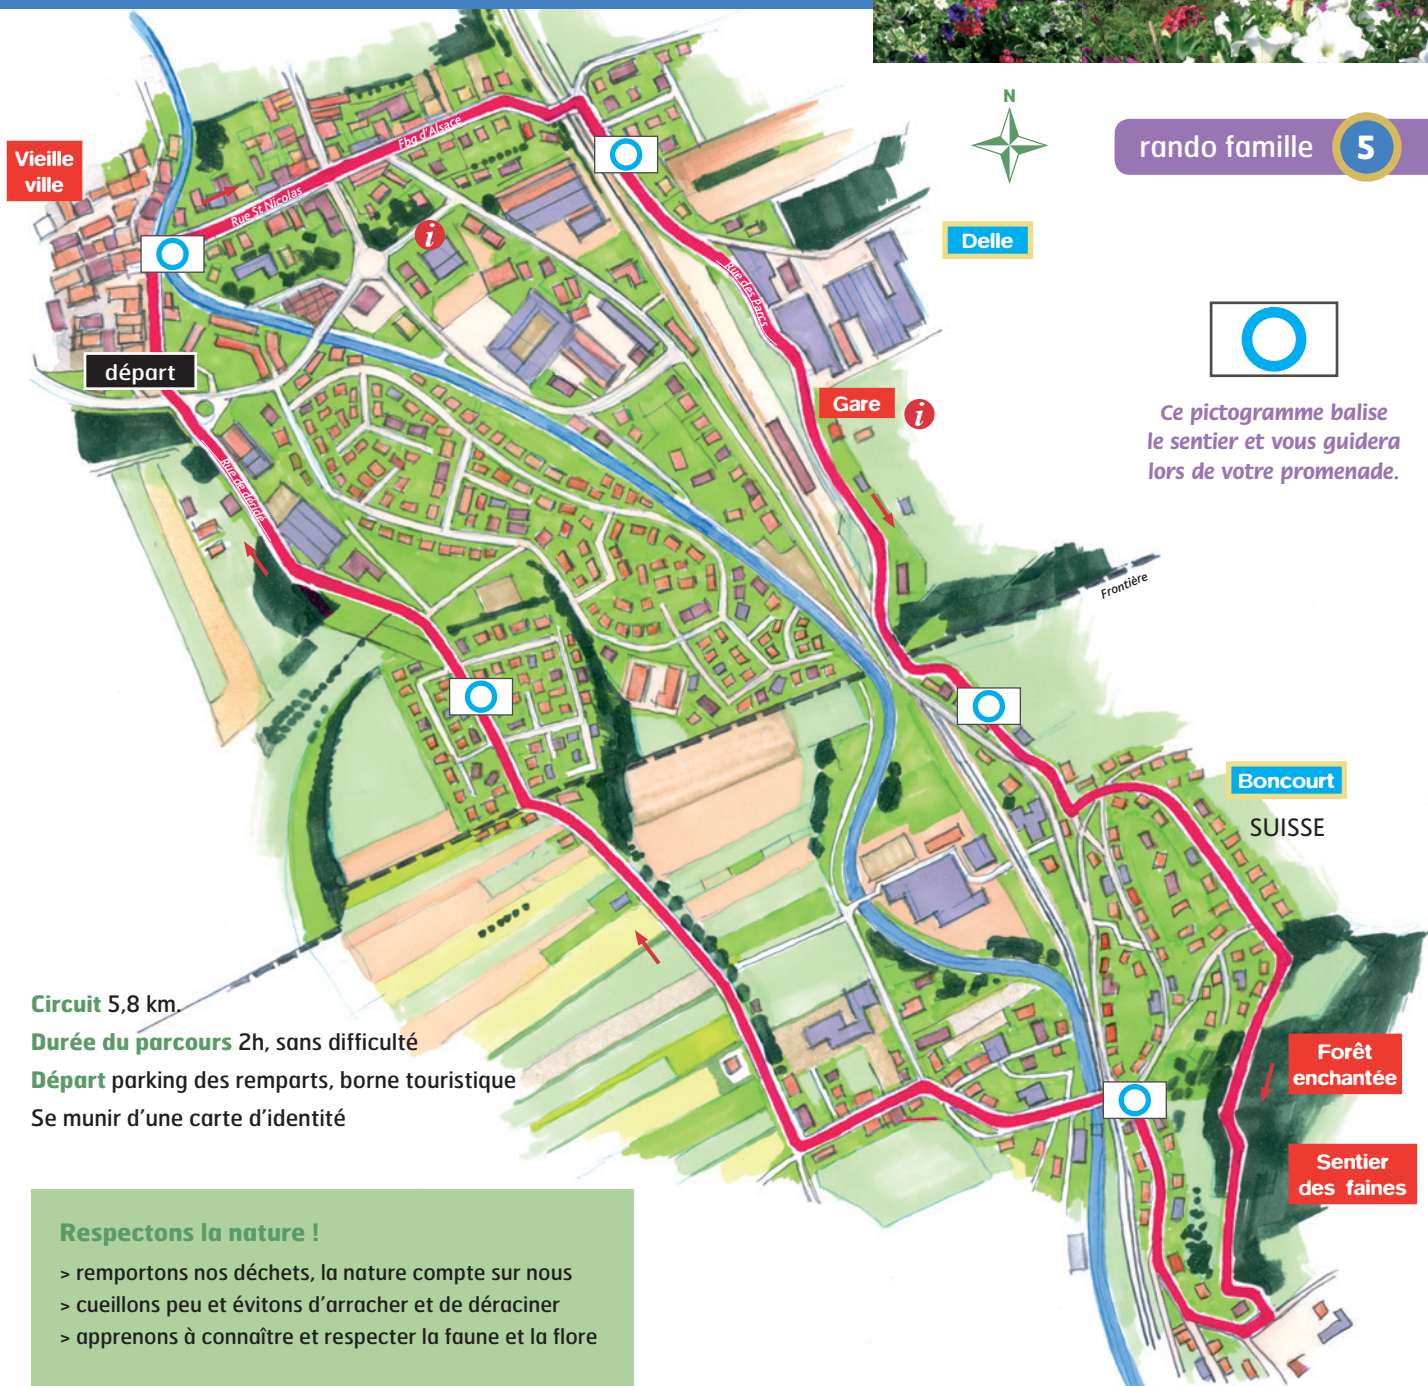 N
rando famille 5
Vieille
ville
Fbg d'Alsace
Rue St Nicolas
i
Delle
Rue des Parcs
départ
Gare
i
Ce pictogramme balise
le sentier et vous guidera
lors de votre promenade.
Rue de déridé
Frontière
Boncourt
SUISSE
Circuit 5,8 km.
Durée du parcours 2h, sans difficulté
Départ parking des remparts, borne touristique
Se munir d'une carte d'identité
Forêt
enchantée
Sentier
des faines
Respectons la nature !
> remportons nos déchets, la nature compte sur nous
> cueillons peu et évitons d'arracher et de déraciner
> apprenons à connaître et respecter la faune et la flore